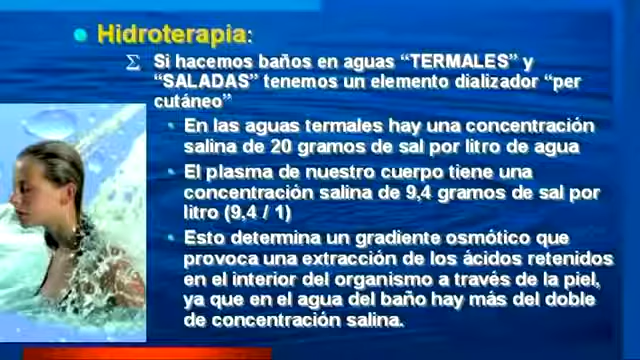 Hidroterapia:
Σ Si hacemos baños en aguas “TERMALES” y
“SALADAS” tenemos un elemento dializador “per
cutáneo”
• En las aguas termales hay una concentración
salina de 20 gramos de sal por litro de agua
• El plasma de nuestro cuerpo tiene una
concentración salina de 9,4 gramos de sal por
litro (9,4 / 1)
• Esto determina un gradiente osmótico que
provoca una extracción de los ácidos retenidos
en el interior del organismo a través de la piel,
ya que en el agua del baño hay más del doble
de concentración salina.